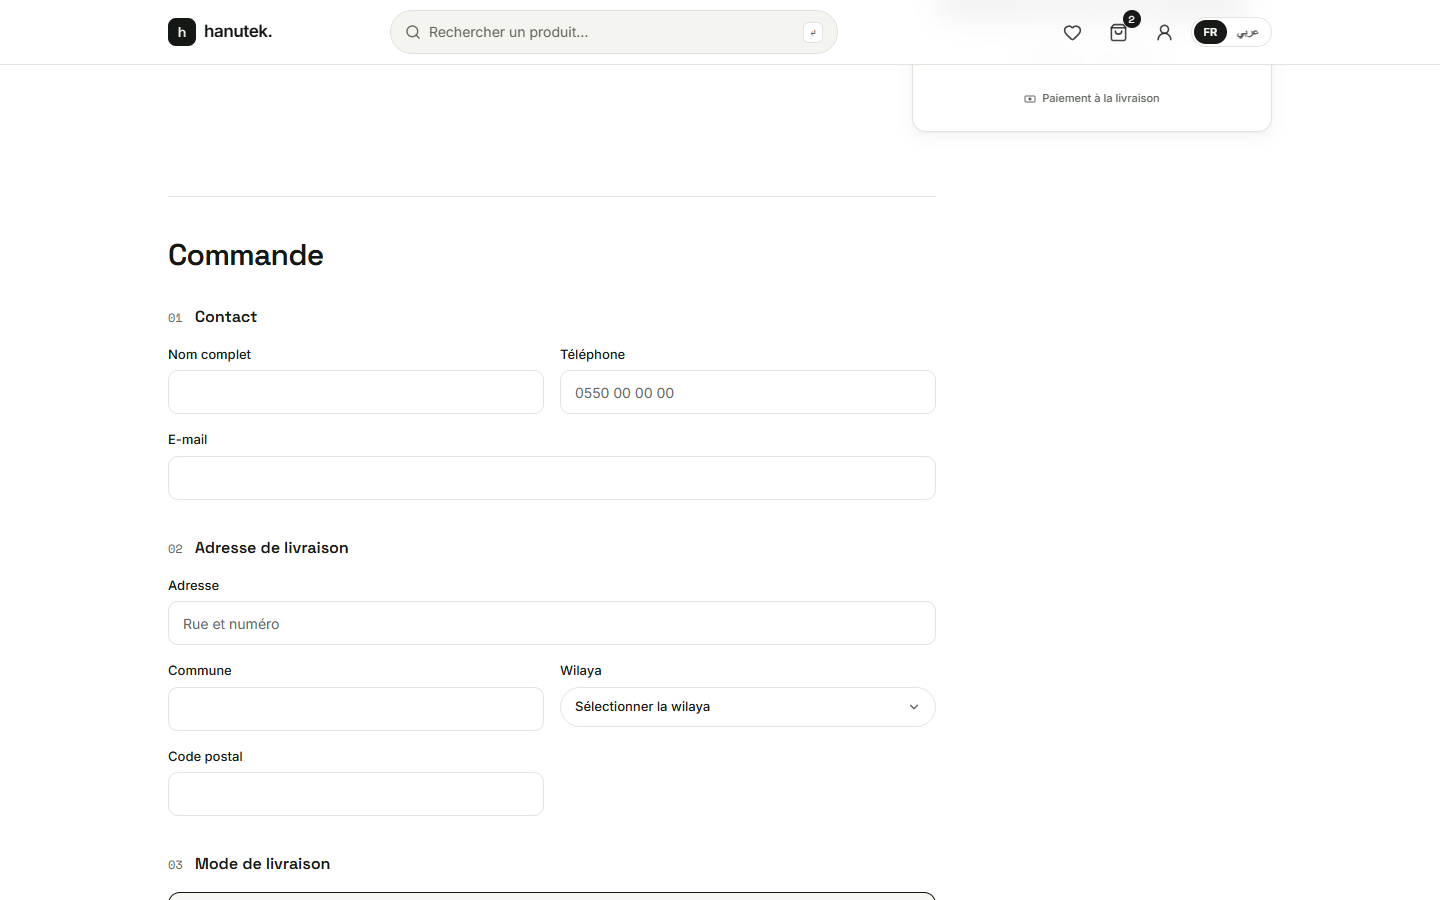 h hanutek.
Rechercher un produit...
2
FR عربي
Paiement à la livraison
Commande
01 Contact
Nom complet
Téléphone
0550 00 00 00
E-mail
02 Adresse de livraison
Adresse
Rue et numéro
Commune
Wilaya
Sélectionner la wilaya
Code postal
03 Mode de livraison